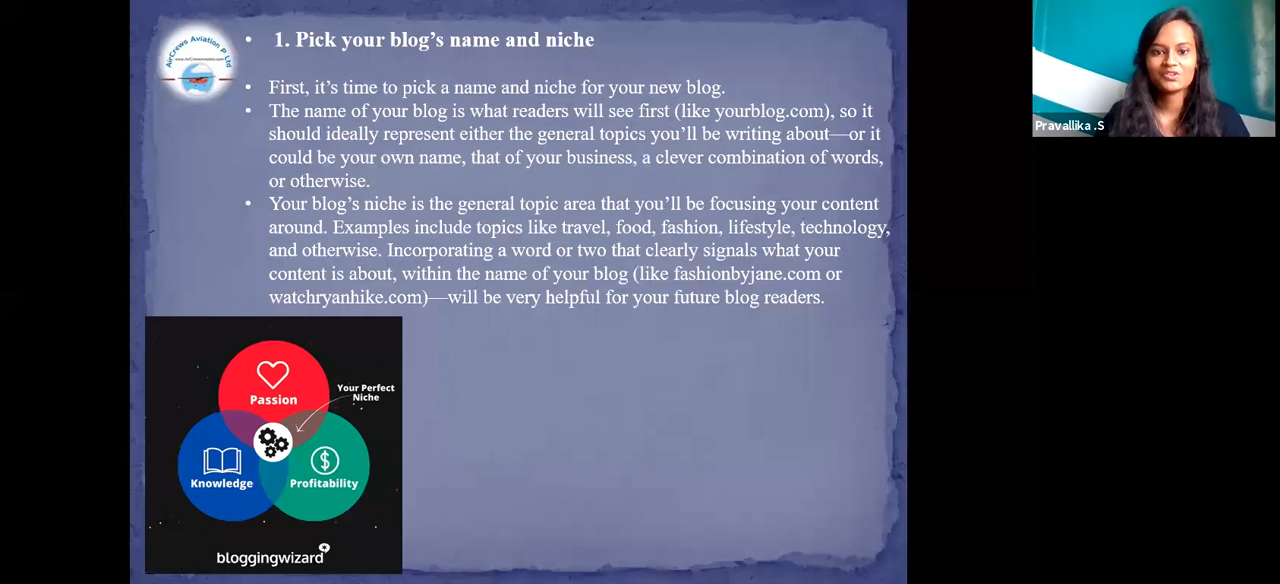 AirCrews Aviation P Ltd
www.AirCrewsAviation.com
• 1. Pick your blog’s name and niche
• First, it’s time to pick a name and niche for your new blog.
• The name of your blog is what readers will see first (like yourblog.com), so it
should ideally represent either the general topics you’ll be writing about—or it
could be your own name, that of your business, a clever combination of words,
or otherwise.
• Your blog’s niche is the general topic area that you’ll be focusing your content
around. Examples include topics like travel, food, fashion, lifestyle, technology,
and otherwise. Incorporating a word or two that clearly signals what your
content is about, within the name of your blog (like fashionbyjane.com or
watchryanhike.com)—will be very helpful for your future blog readers.
Passion
Your Perfect
Niche
Knowledge
Profitability
bloggingwizard
Pravallika .S